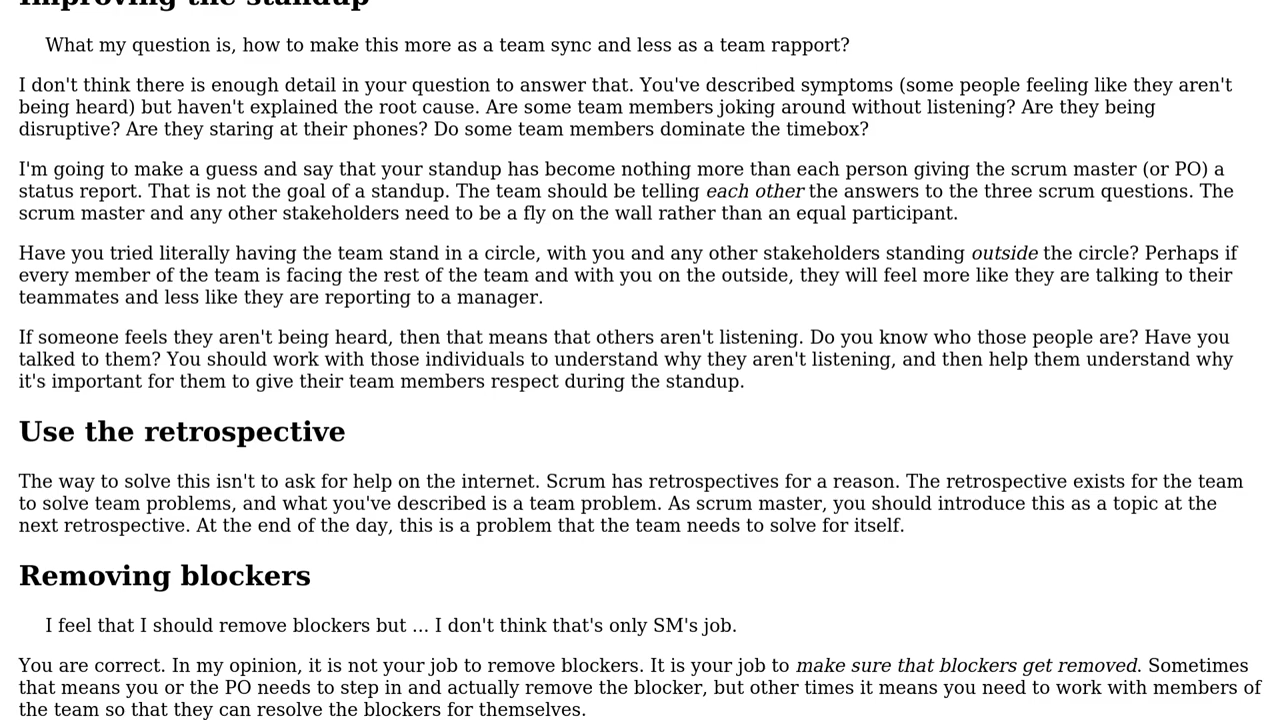 Improving the standup
What my question is, how to make this more as a team sync and less as a team rapport?
I don't think there is enough detail in your question to answer that. You've described symptoms (some people feeling like they aren't
being heard) but haven't explained the root cause. Are some team members joking around without listening? Are they being
disruptive? Are they staring at their phones? Do some team members dominate the timebox?
I'm going to make a guess and say that your standup has become nothing more than each person giving the scrum master (or PO) a
status report. That is not the goal of a standup. The team should be telling each other the answers to the three scrum questions. The
scrum master and any other stakeholders need to be a fly on the wall rather than an equal participant.
Have you tried literally having the team stand in a circle, with you and any other stakeholders standing outside the circle? Perhaps if
every member of the team is facing the rest of the team and with you on the outside, they will feel more like they are talking to their
teammates and less like they are reporting to a manager.
If someone feels they aren't being heard, then that means that others aren't listening. Do you know who those people are? Have you
talked to them? You should work with those individuals to understand why they aren't listening, and then help them understand why
it's important for them to give their team members respect during the standup.
Use the retrospective
The way to solve this isn't to ask for help on the internet. Scrum has retrospectives for a reason. The retrospective exists for the team
to solve team problems, and what you've described is a team problem. As scrum master, you should introduce this as a topic at the
next retrospective. At the end of the day, this is a problem that the team needs to solve for itself.
Removing blockers
I feel that I should remove blockers but ... I don't think that's only SM's job.
You are correct. In my opinion, it is not your job to remove blockers. It is your job to make sure that blockers get removed. Sometimes
that means you or the PO needs to step in and actually remove the blocker, but other times it means you need to work with members of
the team so that they can resolve the blockers for themselves.